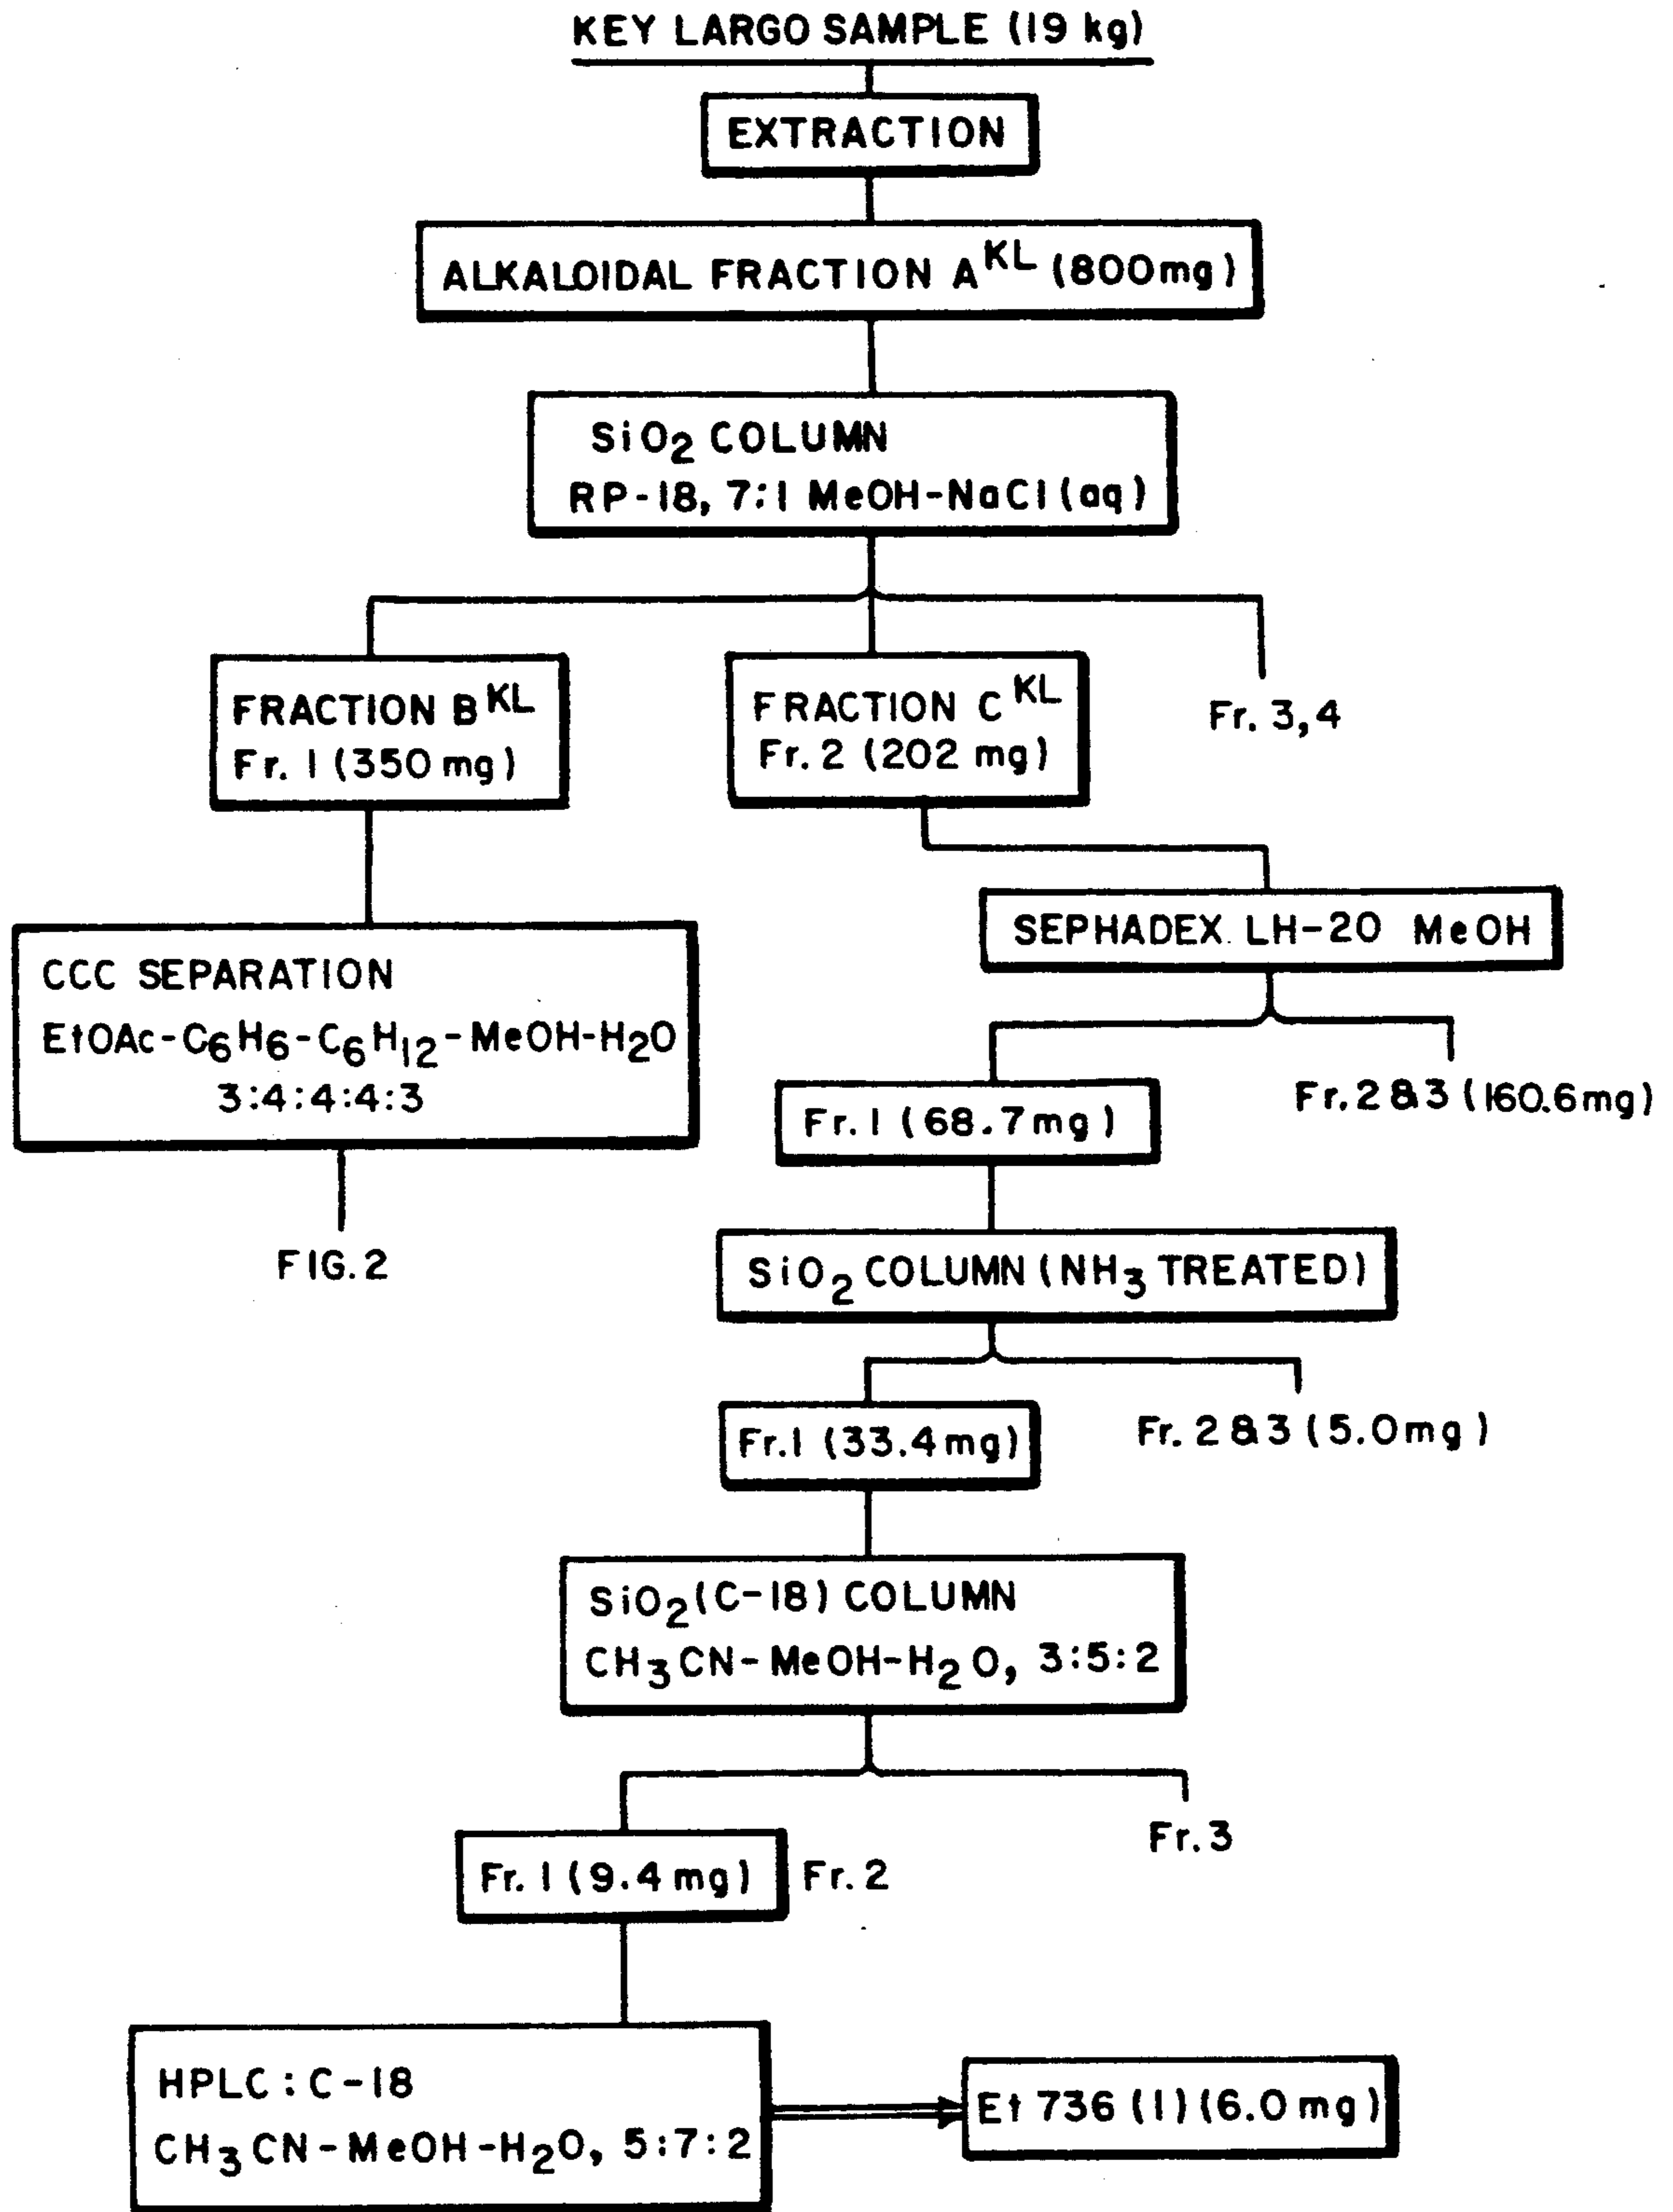 KEY LARGO SAMPLE (19 kg)
EXTRACTION
ALKALOIDAL FRACTION A^KL (800mg)
SiO2 COLUMN
RP-18, 7:1 MeOH-NaCl (aq)
FRACTION B^KL
Fr. 1 (350 mg)
FRACTION C^KL
Fr. 2 (202 mg)
Fr. 3,4
CCC SEPARATION
EtOAc-C6H6-C6H12-MeOH-H2O
3:4:4:4:3
FIG. 2
SEPHADEX LH-20 MeOH
Fr. 1 (68.7mg)
Fr. 2&3 (160.6mg)
SiO2 COLUMN (NH3 TREATED)
Fr. 1 (33.4mg)
Fr. 2&3 (5.0mg)
SiO2 (C-18) COLUMN
CH3CN-MeOH-H2O, 3:5:2
Fr. 1 (9.4 mg)
Fr. 2
Fr. 3
HPLC : C-18
CH3CN-MeOH-H2O, 5:7:2
Et 736 (1) (6.0 mg)